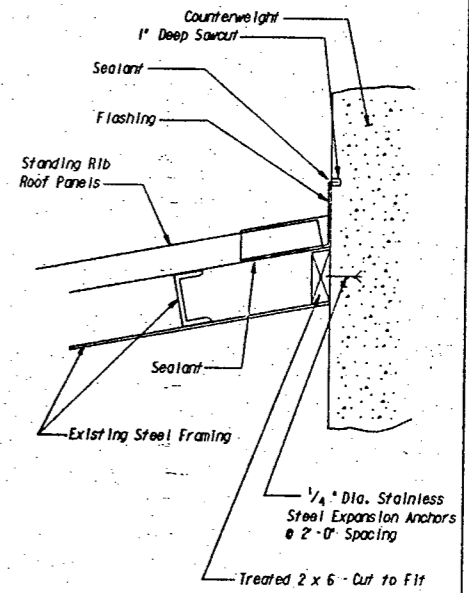 Counterweight
1" Deep Sawcut
Sealant
Flashing
Standing Rib
Roof Panels
Sealant
Existing Steel Framing
1/4" Dia. Stainless
Steel Expansion Anchors
@ 2'-0" Spacing
Treated 2 x 6 - Cut to Fit